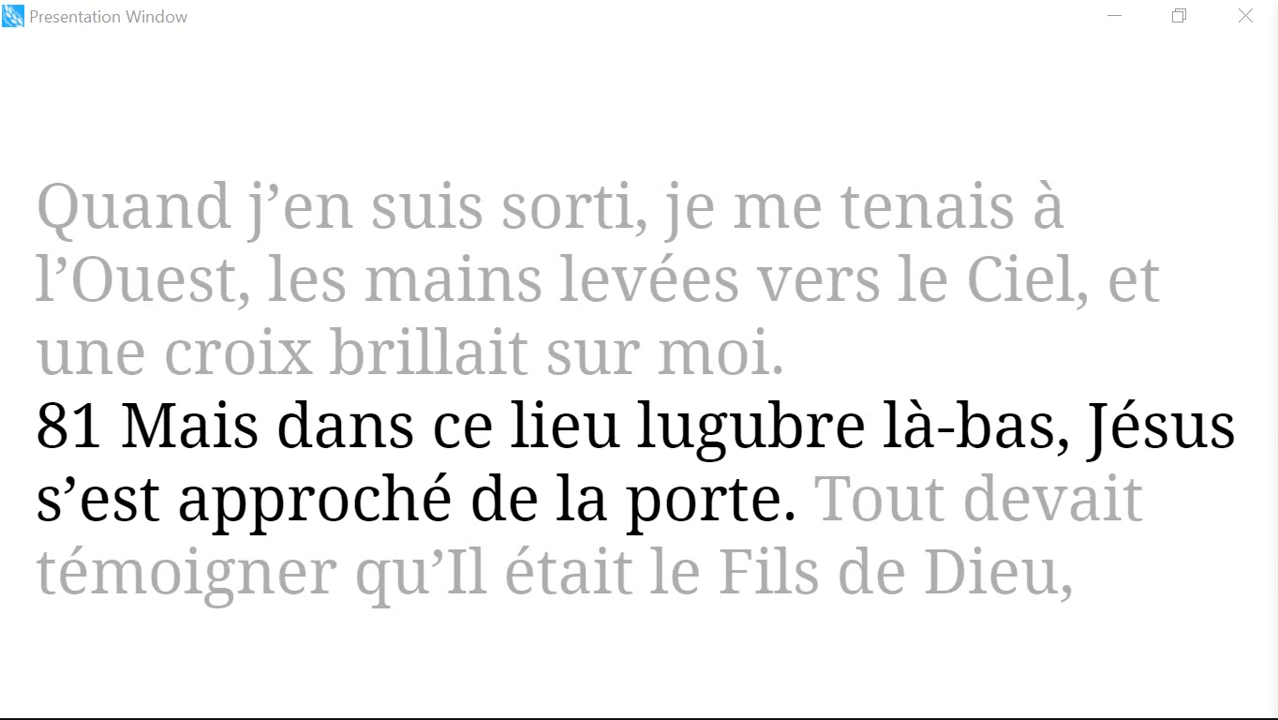 Presentation Window
Quand j’en suis sorti, je me tenais à
l’Ouest, les mains levées vers le Ciel, et
une croix brillait sur moi.
81 Mais dans ce lieu lugubre là-bas, Jésus
s’est approché de la porte. Tout devait
témoigner qu’Il était le Fils de Dieu,